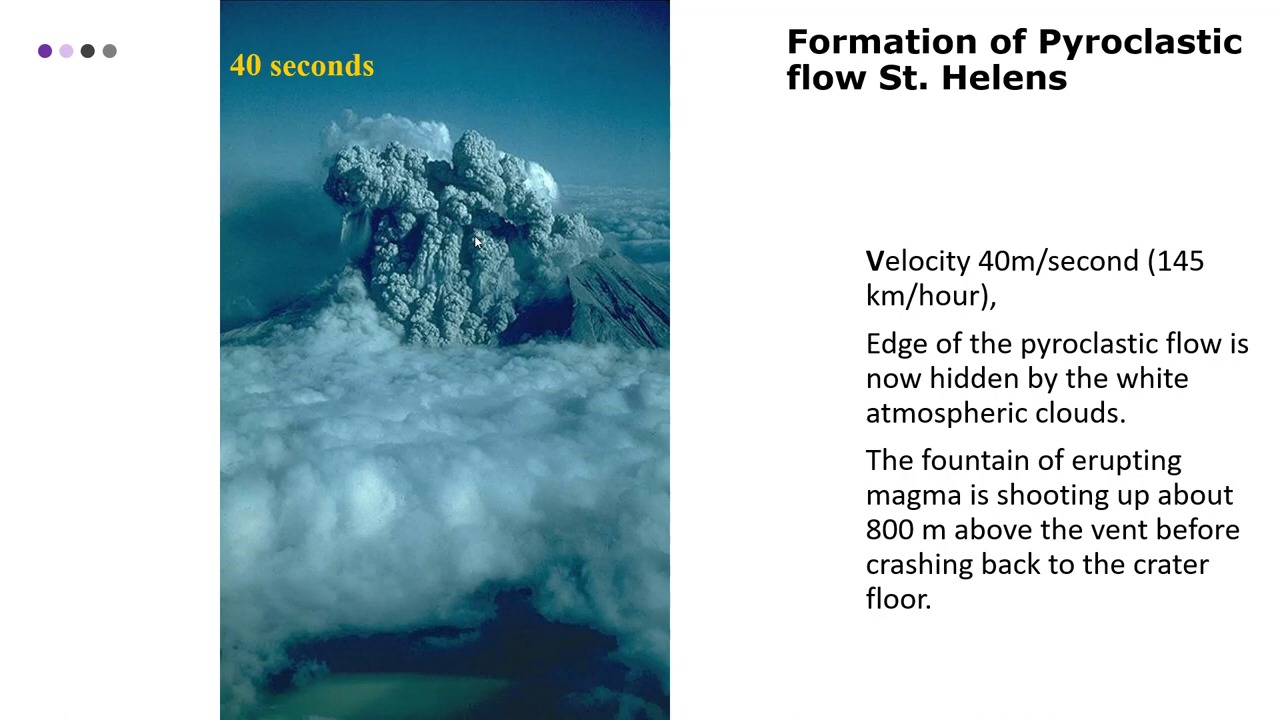 40 seconds
Formation of Pyroclastic
flow St. Helens
Velocity 40m/second (145
km/hour),
Edge of the pyroclastic flow is
now hidden by the white
atmospheric clouds.
The fountain of erupting
magma is shooting up about
800 m above the vent before
crashing back to the crater
floor.